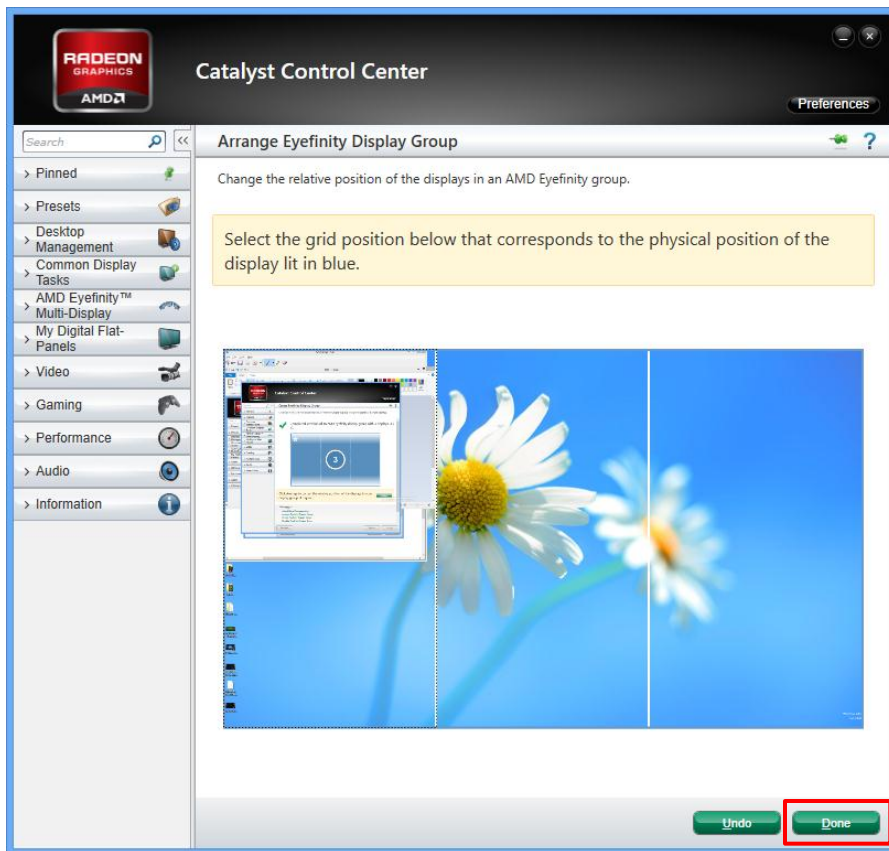 RADEON
GRAPHICS
AMD
Catalyst Control Center
Preferences
Search
Arrange Eyefinity Display Group
Change the relative position of the displays in an AMD Eyefinity group.
Pinned
Presets
Desktop
Management
Common Display
Tasks
AMD Eyefinity™
Multi-Display
My Digital Flat-
Panels
Video
Gaming
Performance
Audio
Information
Select the grid position below that corresponds to the physical position of the
display lit in blue.
3
Undo
Done